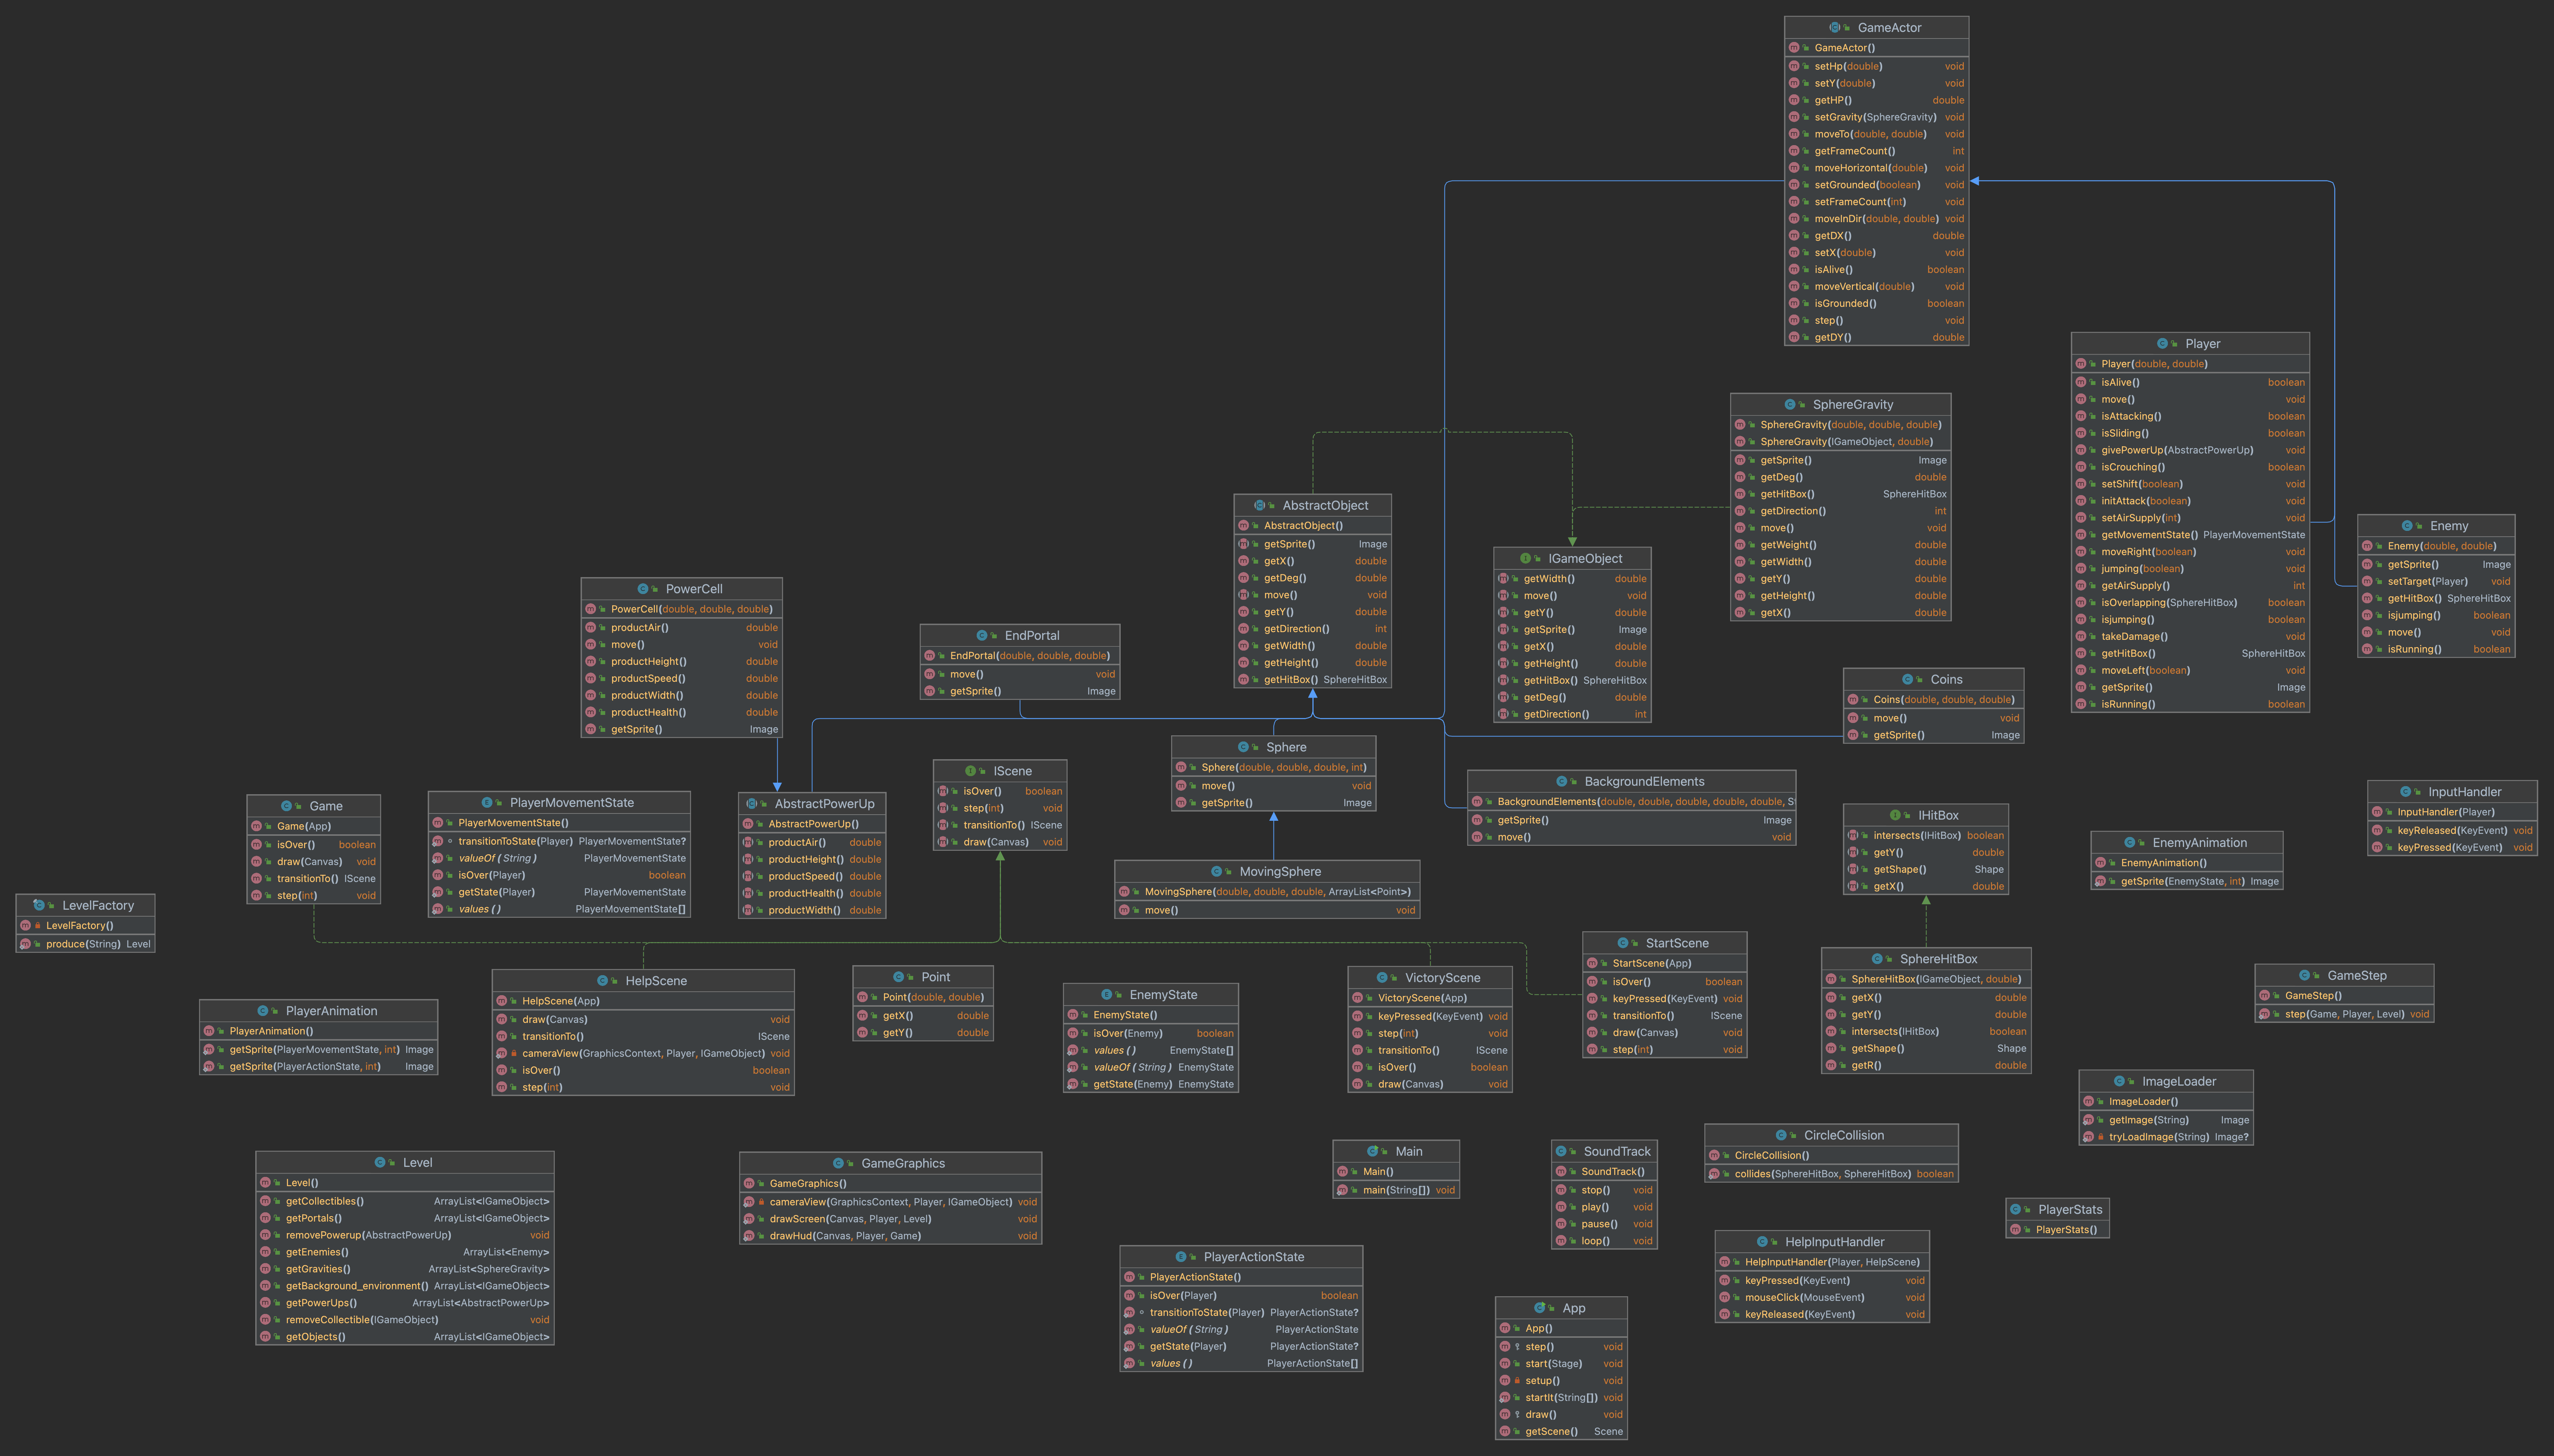 GameActor
GameActor()
setHp(double) void
setY(double) void
getHP() double
setGravity(SphereGravity) void
moveTo(double, double) void
getFrameCount() int
moveHorizontal(double) void
setGrounded(boolean) void
setFrameCount(int) void
moveInDir(double, double) void
getDX() double
setX(double) void
isAlive() boolean
moveVertical(double) void
isGrounded() boolean
step() void
getDY() double
Player
Player(double, double)
isAlive() boolean
move() void
isAttacking() boolean
isSliding() boolean
givePowerUp(AbstractPowerUp) void
isCrouching() boolean
setShift(boolean) void
initAttack(boolean) void
setAirSupply(int) void
getMovementState() PlayerMovementState
moveRight(boolean) void
jumping(boolean) void
getAirSupply() int
isOverlapping(SphereHitBox) boolean
isjumping() boolean
takeDamage() void
getHitBox() SphereHitBox
moveLeft(boolean) void
getSprite() Image
isRunning() boolean
SphereGravity
SphereGravity(double, double, double)
SphereGravity(IGameObject, double)
getSprite() Image
getDeg() double
getHitBox() SphereHitBox
getDirection() int
move() void
getWeight() double
getWidth() double
getY() double
getHeight() double
getX() double
AbstractObject
AbstractObject()
getSprite() Image
getX() double
getDeg() double
move() void
getY() double
getDirection() int
getWidth() double
getHeight() double
getHitBox() SphereHitBox
Enemy
Enemy(double, double)
getSprite() Image
setTarget(Player) void
getHitBox() SphereHitBox
isjumping() boolean
move() void
isRunning() boolean
IGameObject
getWidth() double
move() void
getY() double
getSprite() Image
getX() double
getHeight() double
getHitBox() SphereHitBox
getDeg() double
getDirection() int
PowerCell
PowerCell(double, double, double)
productAir() double
move() void
productHeight() double
productSpeed() double
productWidth() double
productHealth() double
getSprite() Image
EndPortal
EndPortal(double, double, double)
move() void
getSprite() Image
Coins
Coins(double, double, double)
move() void
getSprite() Image
Sphere
Sphere(double, double, double, int)
move() void
getSprite() Image
IScene
isOver() boolean
step(int) void
transitionTo() IScene
draw(Canvas) void
BackgroundElements
BackgroundElements(double, double, double, double, double, S
getSprite() Image
move() void
InputHandler
InputHandler(Player)
keyReleased(KeyEvent) void
keyPressed(KeyEvent) void
Game
Game(App)
isOver() boolean
draw(Canvas) void
transitionTo() IScene
step(int) void
PlayerMovementState
PlayerMovementState()
transitionToState(Player) PlayerMovementState?
valueOf(String) PlayerMovementState
isOver(Player) boolean
getState(Player) PlayerMovementState
values() PlayerMovementState[]
AbstractPowerUp
AbstractPowerUp()
productAir() double
productHeight() double
productSpeed() double
productHealth() double
productWidth() double
IHitBox
intersects(IHitBox) boolean
getY() double
getShape() Shape
getX() double
EnemyAnimation
EnemyAnimation()
getSprite(EnemyState, int) Image
MovingSphere
MovingSphere(double, double, double, ArrayList<Point>)
move() void
LevelFactory
LevelFactory()
produce(String) Level
StartScene
StartScene(App)
isOver() boolean
keyPressed(KeyEvent) void
transitionTo() IScene
draw(Canvas) void
step(int) void
SphereHitBox
SphereHitBox(IGameObject, double)
getX() double
getY() double
intersects(IHitBox) boolean
getShape() Shape
getR() double
HelpScene
HelpScene(App)
draw(Canvas) void
transitionTo() IScene
cameraView(GraphicsContext, Player, IGameObject) void
isOver() boolean
step(int) void
Point
Point(double, double)
getX() double
getY() double
VictoryScene
VictoryScene(App)
keyPressed(KeyEvent) void
step(int) void
transitionTo() IScene
isOver() boolean
draw(Canvas) void
GameStep
GameStep()
step(Game, Player, Level) void
EnemyState
EnemyState()
isOver(Enemy) boolean
values() EnemyState[]
valueOf(String) EnemyState
getState(Enemy) EnemyState
PlayerAnimation
PlayerAnimation()
getSprite(PlayerMovementState, int) Image
getSprite(PlayerActionState, int) Image
ImageLoader
ImageLoader()
getImage(String) Image
tryLoadImage(String) Image?
CircleCollision
CircleCollision()
collides(SphereHitBox, SphereHitBox) boolean
Main
Main()
main(String[]) void
SoundTrack
SoundTrack()
stop() void
play() void
pause() void
loop() void
Level
Level()
getCollectibles() ArrayList<IGameObject>
getPortals() ArrayList<IGameObject>
removePowerup(AbstractPowerUp) void
getEnemies() ArrayList<Enemy>
getGravities() ArrayList<SphereGravity>
getBackground_environment() ArrayList<IGameObject>
getPowerUps() ArrayList<AbstractPowerUp>
removeCollectible(IGameObject) void
getObjects() ArrayList<IGameObject>
GameGraphics
GameGraphics()
cameraView(GraphicsContext, Player, IGameObject) void
drawScreen(Canvas, Player, Level) void
drawHud(Canvas, Player, Game) void
PlayerStats
PlayerStats()
HelpInputHandler
HelpInputHandler(Player, HelpScene)
keyPressed(KeyEvent) void
mouseClick(MouseEvent) void
keyReleased(KeyEvent) void
PlayerActionState
PlayerActionState()
isOver(Player) boolean
transitionToState(Player) PlayerActionState?
valueOf(String) PlayerActionState
getState(Player) PlayerActionState?
values() PlayerActionState[]
App
App()
step() void
start(Stage) void
setup() void
startIt(String[]) void
draw() void
getScene() Scene